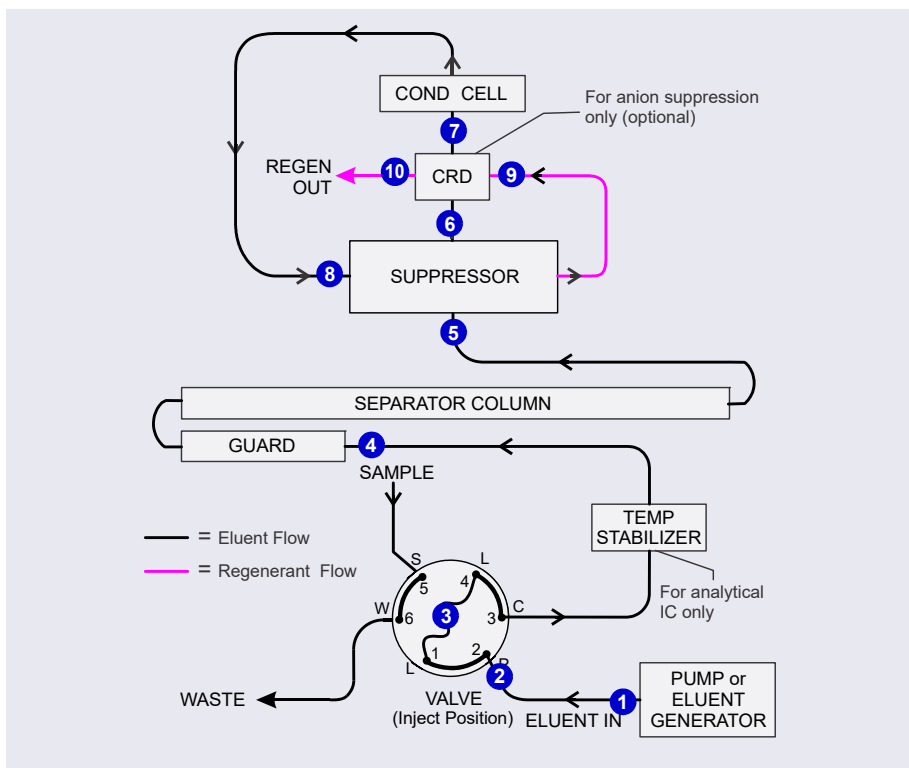 COND CELL
For anion suppression
only (optional)
7
REGEN
OUT
10
CRD
9
6
8
SUPPRESSOR
5
SEPARATOR COLUMN
GUARD
4
SAMPLE
TEMP
STABILIZER
= Eluent Flow
= Regenerant Flow
For analytical
IC only
S
L
5
4
W
6
3
3
C
1
2
L
P
2
VALVE
(Inject Position)
WASTE
ELUENT IN
1
PUMP or
ELUENT
GENERATOR